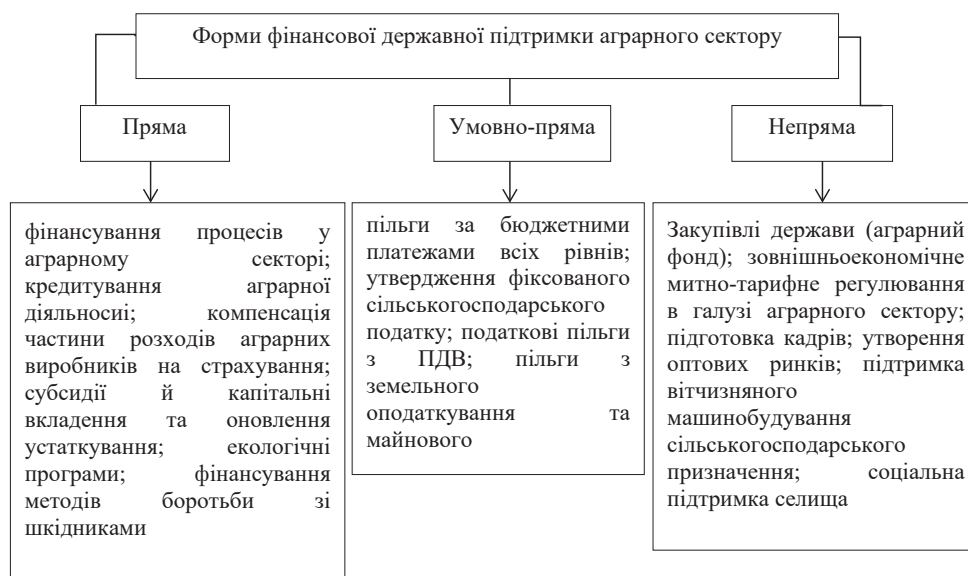 Форми фінансової державної підтримки аграрного сектору
Пряма
Умовно-пряма
Непряма
фінансування процесів у
аграрному секторі;
кредитування аграрної
діяльносиі; компенсація
частини розходів аграрних
виробників на страхування;
субсидії й капітальні
вкладення та оновлення
устаткування; екологічні
програми; фінансування
методів боротьби зі
шкідниками
пільги за бюджетними
платежами всіх рівнів;
утвердження фіксованого
сільськогосподарського
податку; податкові пільги
з ПДВ; пільги з
земельного
оподаткування та
майнового
Закупівлі держави (аграрний
фонд); зовнішньоекономічне
митно-тарифне регулювання
в галузі аграрного сектору;
підготовка кадрів; утворення
оптових ринків; підтримка
вітчизняного
машинобудування
сільськогосподарського
призначення; соціальна
підтримка селища